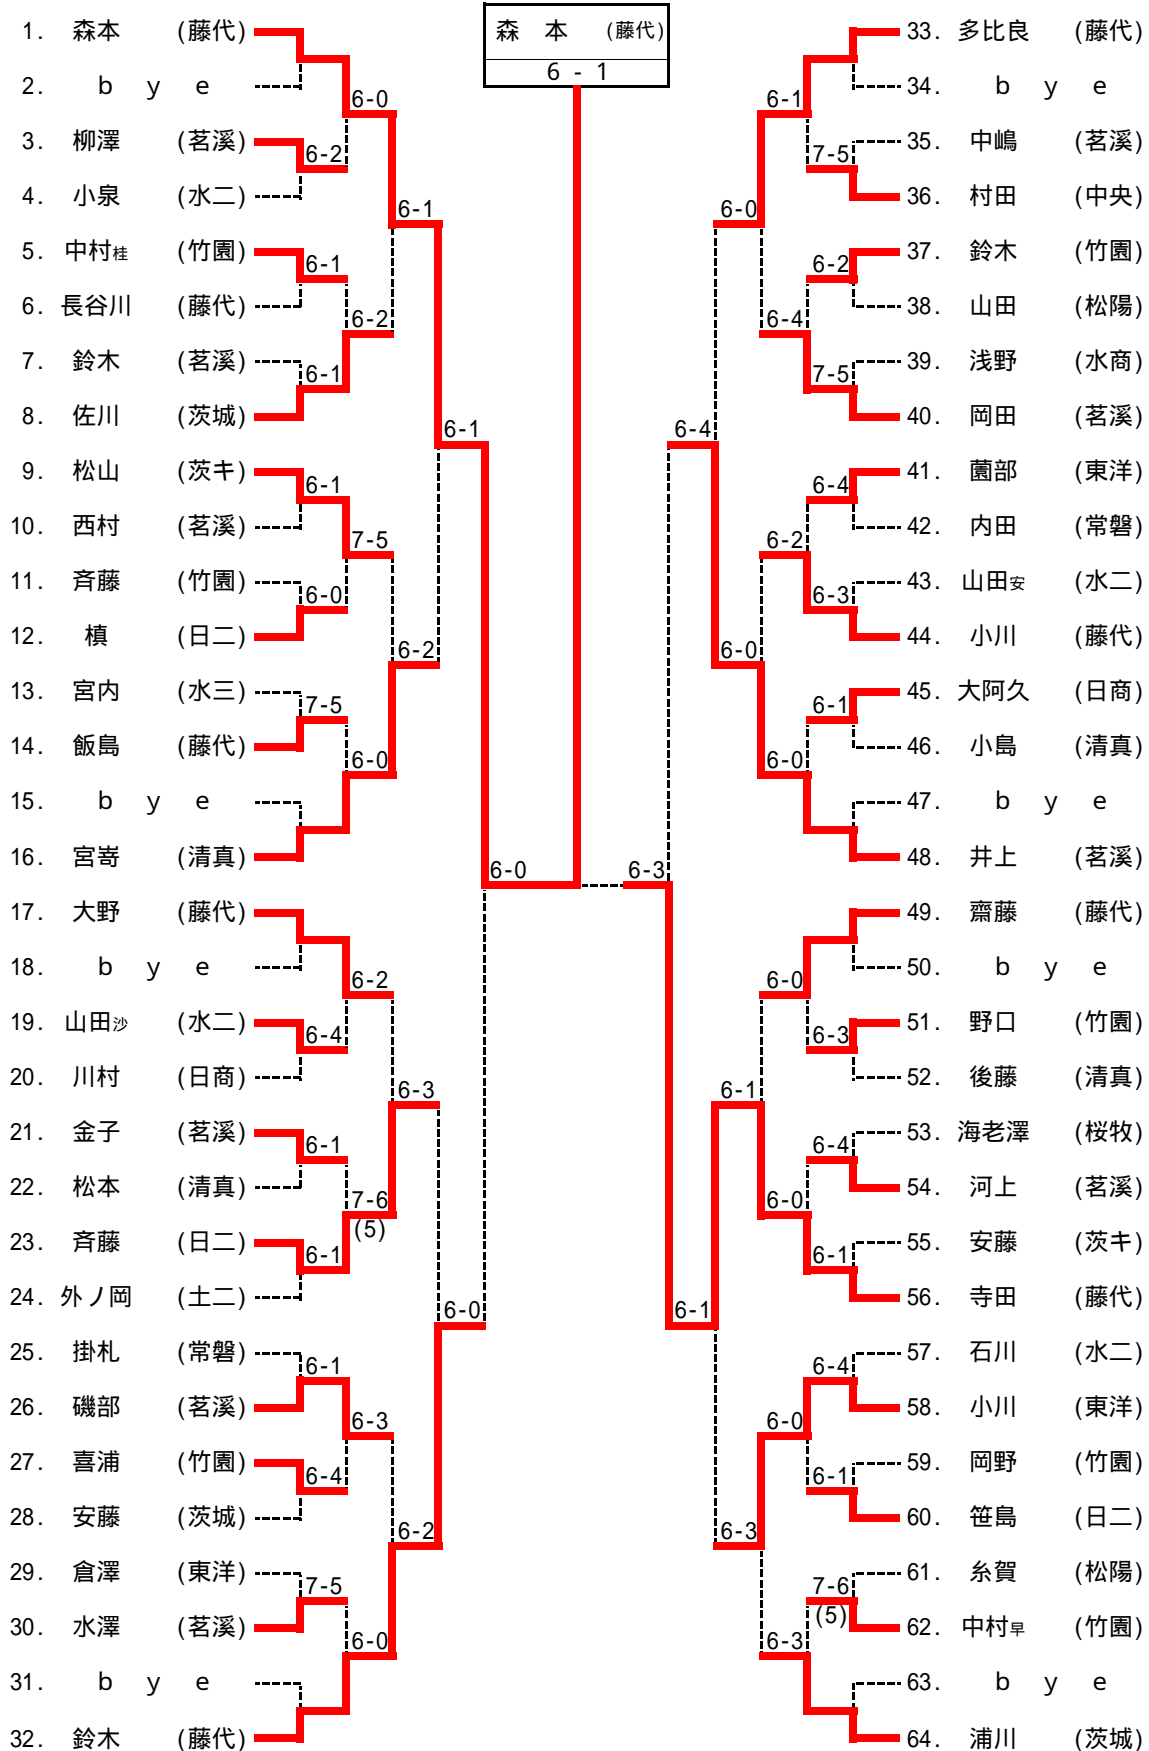 森 本 (藤代)
6 - 1
1. 森本 (藤代)
2. b y e
6-0
3. 柳澤 (茗溪)
6-2
4. 小泉 (水二)
6-1
5. 中村桂 (竹園)
6-1
6. 長谷川 (藤代)
6-2
7. 鈴木 (茗溪)
6-1
8. 佐川 (茨城)
6-1
9. 松山 (茨キ)
6-1
10. 西村 (茗溪)
7-5
11. 斉藤 (竹園)
6-0
12. 槙 (日二)
6-2
13. 宮内 (水三)
7-5
14. 飯島 (藤代)
6-0
15. b y e
16. 宮嵜 (清真)
6-0
17. 大野 (藤代)
18. b y e
6-2
19. 山田沙 (水二)
6-4
20. 川村 (日商)
6-3
21. 金子 (茗溪)
6-1
22. 松本 (清真)
7-6
(5)
23. 斉藤 (日二)
6-1
24. 外ノ岡 (土二)
6-0
25. 掛札 (常磐)
6-1
26. 磯部 (茗溪)
6-3
27. 喜浦 (竹園)
6-4
28. 安藤 (茨城)
6-2
29. 倉澤 (東洋)
7-5
30. 水澤 (茗溪)
6-0
31. b y e
32. 鈴木 (藤代)
33. 多比良 (藤代)
34. b y e
6-1
35. 中嶋 (茗溪)
7-5
36. 村田 (中央)
6-0
37. 鈴木 (竹園)
6-2
38. 山田 (松陽)
6-4
39. 浅野 (水商)
7-5
40. 岡田 (茗溪)
6-4
41. 薗部 (東洋)
6-4
42. 内田 (常磐)
6-2
43. 山田安 (水二)
6-3
44. 小川 (藤代)
6-0
45. 大阿久 (日商)
6-1
46. 小島 (清真)
6-0
47. b y e
48. 井上 (茗溪)
6-3
49. 齋藤 (藤代)
50. b y e
6-0
51. 野口 (竹園)
6-3
52. 後藤 (清真)
6-1
53. 海老澤 (桜牧)
6-4
54. 河上 (茗溪)
6-0
55. 安藤 (茨キ)
6-1
56. 寺田 (藤代)
6-1
57. 石川 (水二)
6-4
58. 小川 (東洋)
6-0
59. 岡野 (竹園)
6-1
60. 笹島 (日二)
6-3
61. 糸賀 (松陽)
7-6
(5)
62. 中村早 (竹園)
6-3
63. b y e
64. 浦川 (茨城)